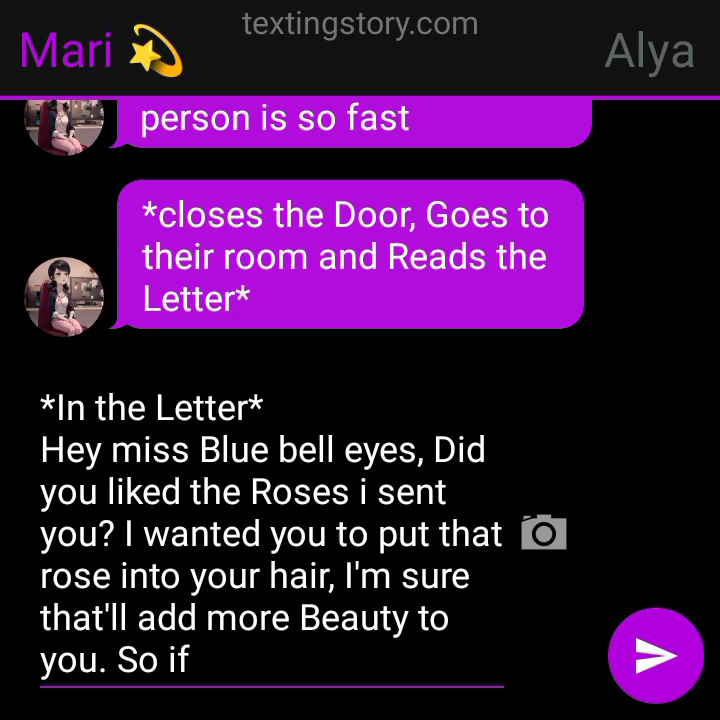 textingstory.com
Mari 💫 Alya
person is so fast
*closes the Door, Goes to
their room and Reads the
Letter*
*In the Letter*
Hey miss Blue bell eyes, Did
you liked the Roses i sent
you? I wanted you to put that
rose into your hair, I'm sure
that'll add more Beauty to
you. So if